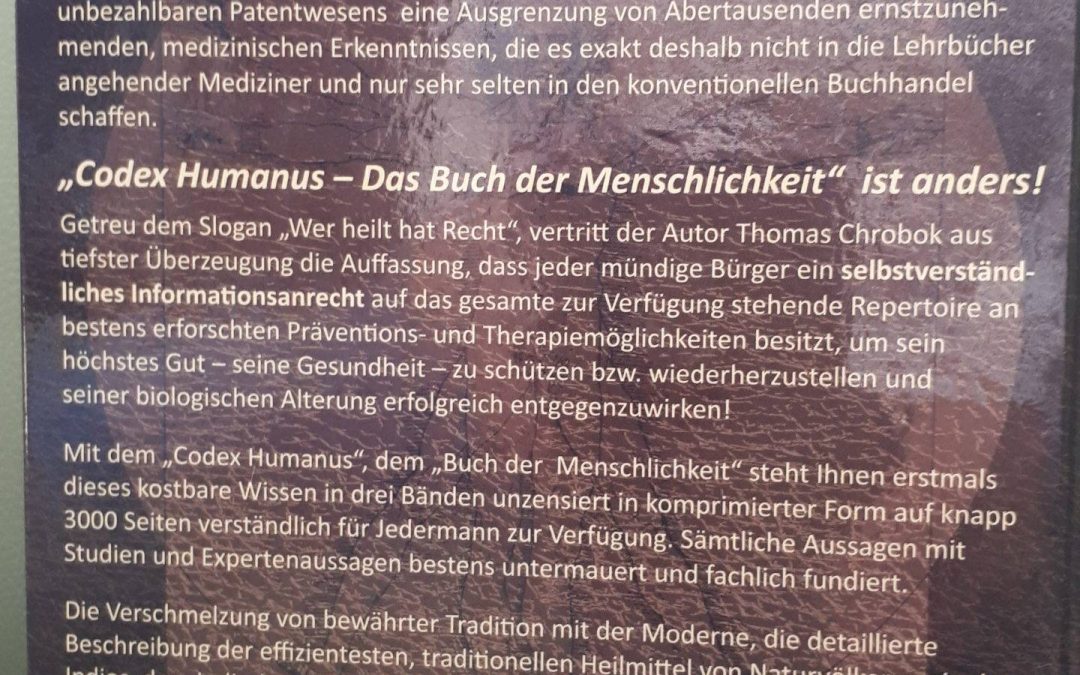 unbezahlbaren Patentwesens eine Ausgrenzung von Abertausenden ernstzuneh-
menden, medizinischen Erkenntnissen, die es exakt deshalb nicht in die Lehrbücher
angehender Mediziner und nur sehr selten in den konventionellen Buchhandel
schaffen.
„Codex Humanus – Das Buch der Menschlichkeit“ ist anders!
Getreu dem Slogan „Wer heilt hat Recht“, vertritt der Autor Thomas Chrobok aus
tiefster Überzeugung die Auffassung, dass jeder mündige Bürger ein selbstverständ-
liches Informationsanrecht auf das gesamte zur Verfügung stehende Repertoire an
bestens erforschten Präventions- und Therapiemöglichkeiten besitzt, um sein
höchstes Gut – seine Gesundheit – zu schützen bzw. wiederherzustellen und
seiner biologischen Alterung erfolgreich entgegenzuwirken!
Mit dem „Codex Humanus“, dem „Buch der Menschlichkeit“ steht Ihnen erstmals
dieses kostbare Wissen in drei Bänden unzensiert in komprimierter Form auf knapp
3000 Seiten verständlich für Jedermann zur Verfügung. Sämtliche Aussagen mit
Studien und Expertenaussagen bestens untermauert und fachlich fundiert.
Die Verschmelzung von bewährter Tradition mit der Moderne, die detaillierte
Beschreibung der effizientesten, traditionellen Heilmittel von